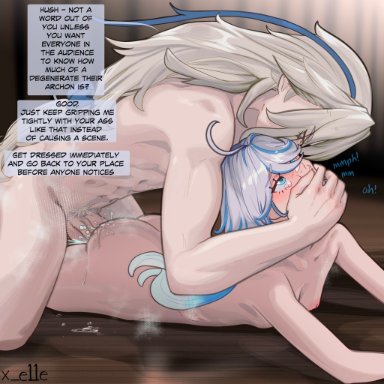 HUSH - NOT A
WORD OUT OF
YOU UNLESS
YOU WANT
EVERYONE IN
THE AUDIENCE
TO KNOW HOW
MUCH OF A
DEGENERATE THEIR
ARCHON IS?
GOOD.
JUST KEEP GRIPPING ME
TIGHTLY WITH YOUR ASS
LIKE THAT INSTEAD
OF CAUSING A SCENE.
GET DRESSED IMMEDIATELY
AND GO BACK TO YOUR PLACE
BEFORE ANYONE NOTICES
mmph!
mm
ah!
x_e11e